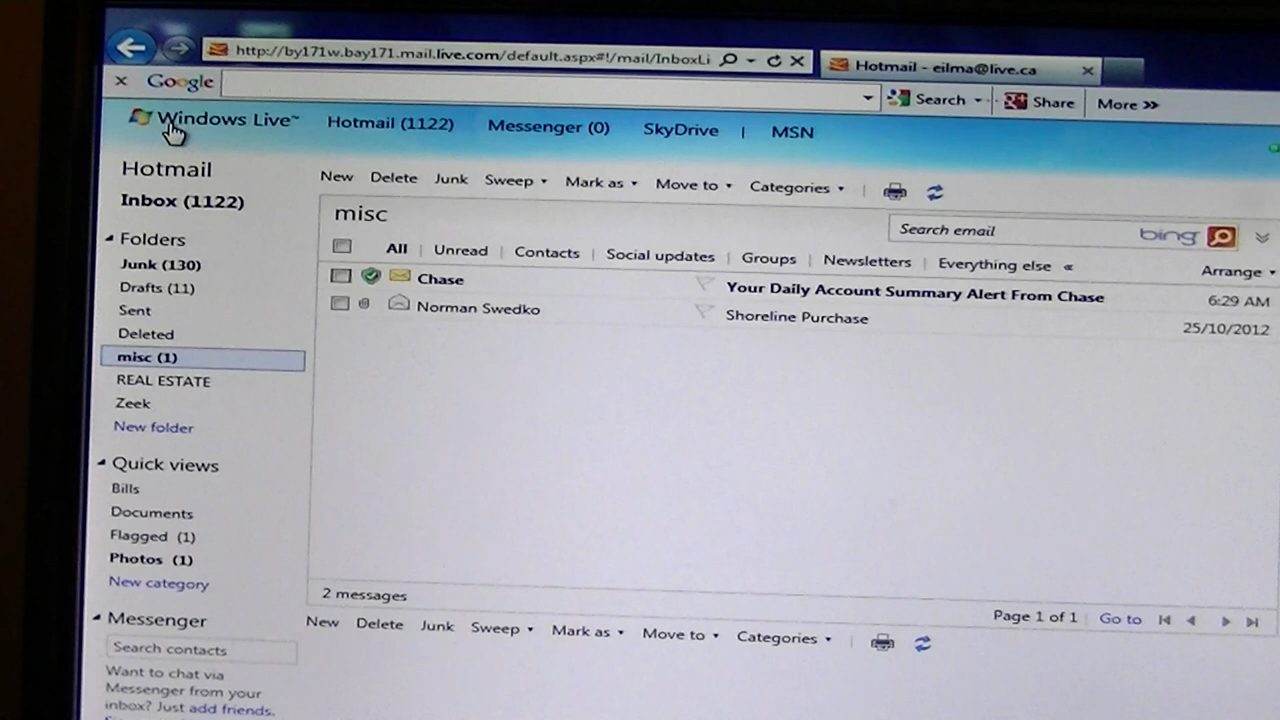 http://by171w.bay171.mail.live.com/default.aspx#!/mail/InboxLi
Hotmail - eilma@live.ca
Google
Search
Share
More »
Windows Live™
Hotmail (1122)
Messenger (0)
SkyDrive
|
MSN
Hotmail
Inbox (1122)
Folders
Junk (130)
Drafts (11)
Sent
Deleted
misc (1)
REAL ESTATE
Zeek
New folder
Quick views
Bills
Documents
Flagged (1)
Photos (1)
New category
Messenger
Search contacts
Want to chat via
Messenger from your
inbox? Just add friends.
New Delete Junk Sweep Mark as Move to Categories
misc
Search email
bing
All | Unread | Contacts | Social updates | Groups | Newsletters | Everything else «
Arrange
Chase Your Daily Account Summary Alert From Chase 6:29 AM
Norman Swedko Shoreline Purchase 25/10/2012
2 messages
Page 1 of 1 Go to
New Delete Junk Sweep Mark as Move to Categories